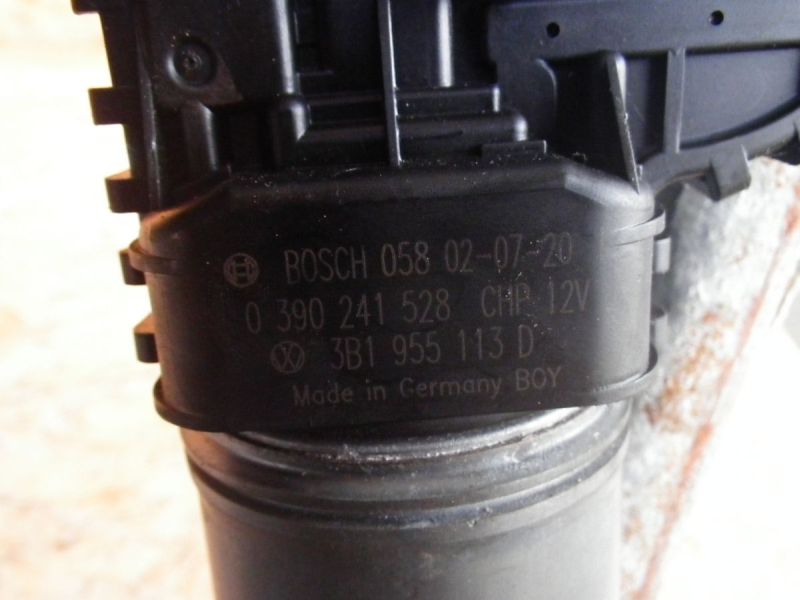 BOSCH 058 02-07-20
0 390 241 528 CHP 12V
3B1 955 113 D
Made in Germany BOY